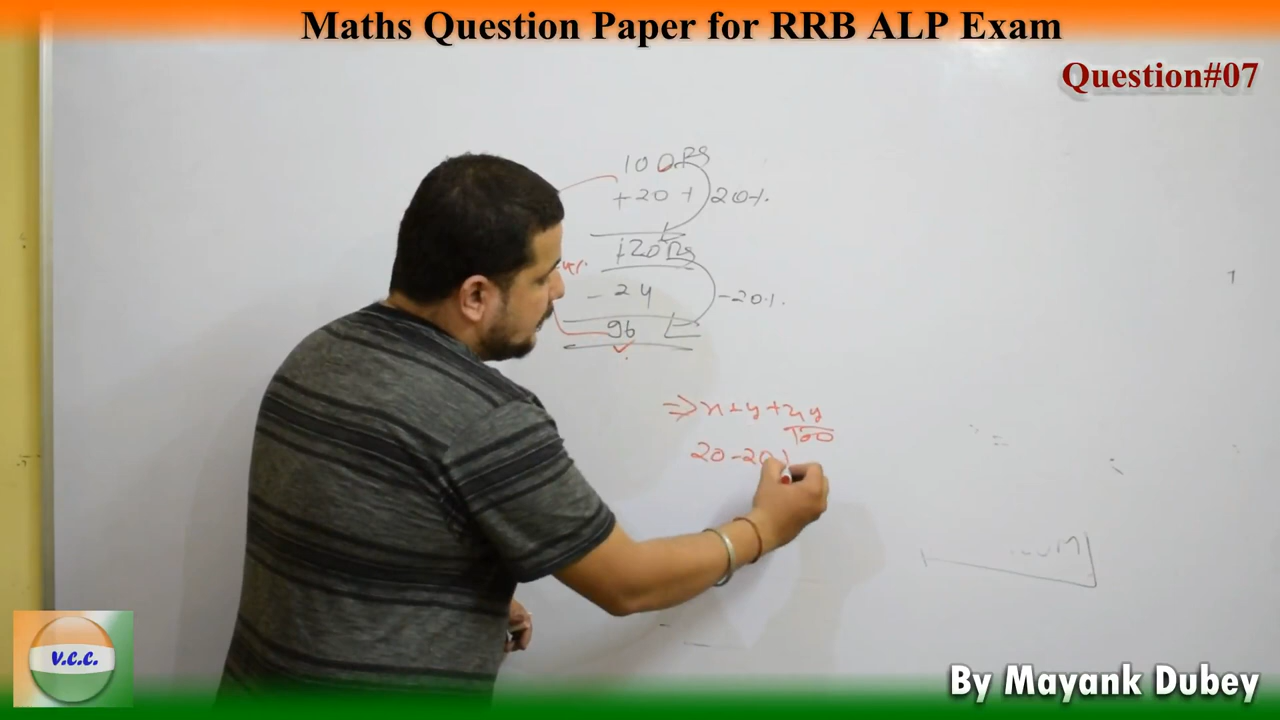 Maths Question Paper for RRB ALP Exam
Question#07
100 Rs
+20 + 20%
120 Rs
- 24 -20%
96
⇒ x + y + xy
100
20 - 20
V.C.C.
By Mayank Dubey